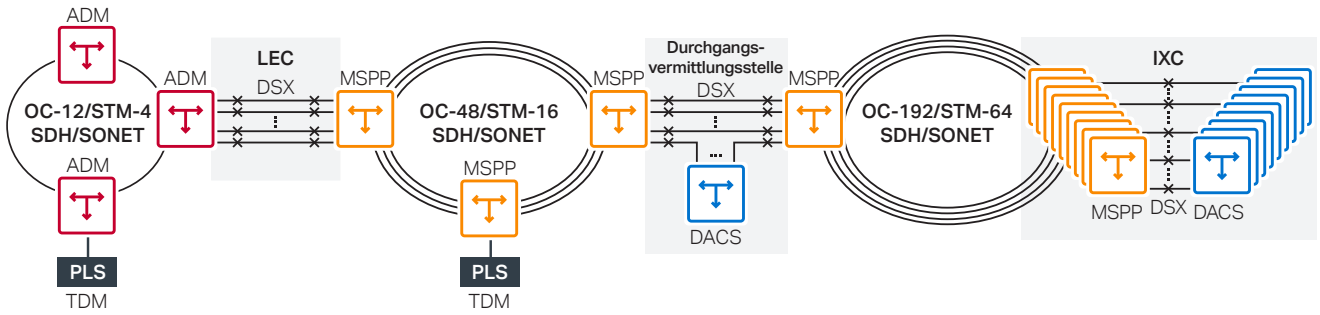 ADM
OC-12/STM-4
SDH/SONET
ADM
ADM
PLS
TDM
LEC
DSX
MSPP
OC-48/STM-16
SDH/SONET
MSPP
PLS
TDM
MSPP
Durchgangs-
vermittlungsstelle
DSX
DACS
MSPP
OC-192/STM-64
SDH/SONET
IXC
MSPP
DSX
DACS